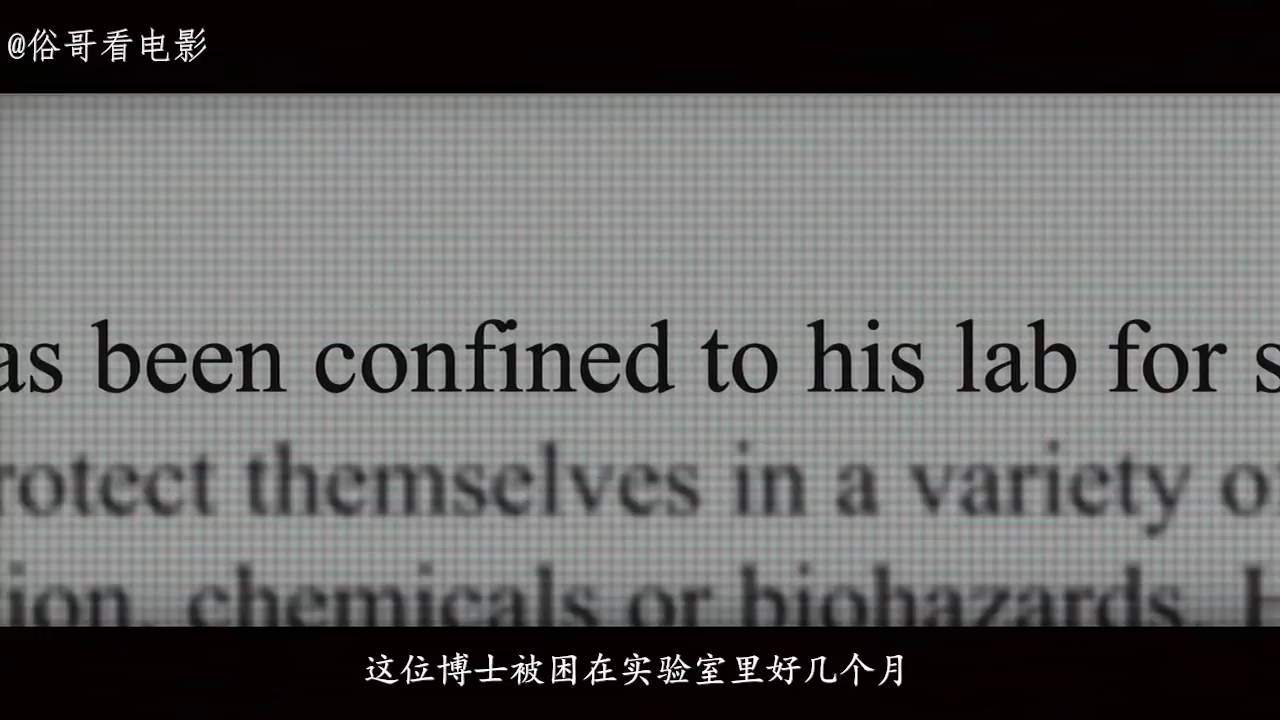 @俗哥看电影
as been confined to his lab for s
rotect themselves in a variety o
ion, chemicals or biohazards. H
这位博士被困在实验室里好几个月